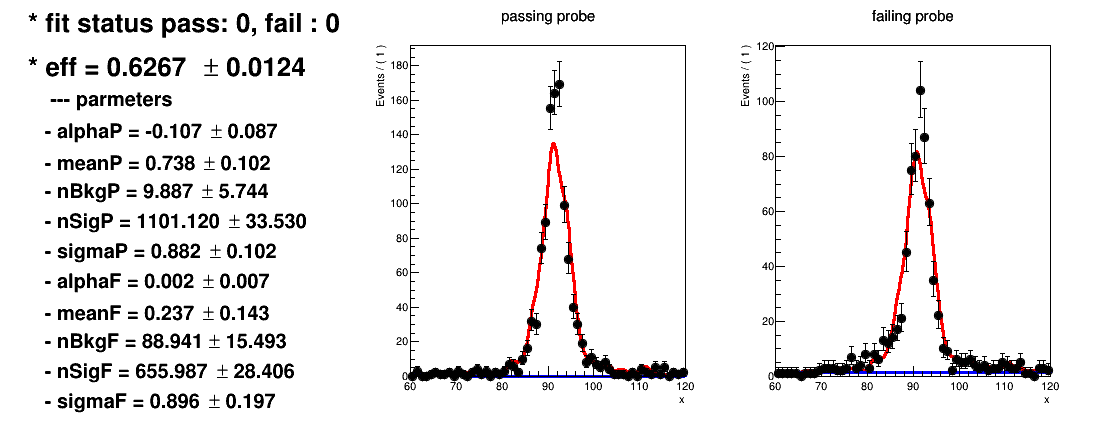 * fit status pass: 0, fail : 0
* eff = 0.6267 ± 0.0124
--- parmeters
- alphaP = -0.107 ± 0.087
- meanP = 0.738 ± 0.102
- nBkgP = 9.887 ± 5.744
- nSigP = 1101.120 ± 33.530
- sigmaP = 0.882 ± 0.102
- alphaF = 0.002 ± 0.007
- meanF = 0.237 ± 0.143
- nBkgF = 88.941 ± 15.493
- nSigF = 655.987 ± 28.406
- sigmaF = 0.896 ± 0.197
passing probe
Events / ( 1 )
180
160
140
120
100
80
60
40
20
0
60 70 80 90 100 110 120
x
failing probe
Events / ( 1 )
120
100
80
60
40
20
0
60 70 80 90 100 110 120
x